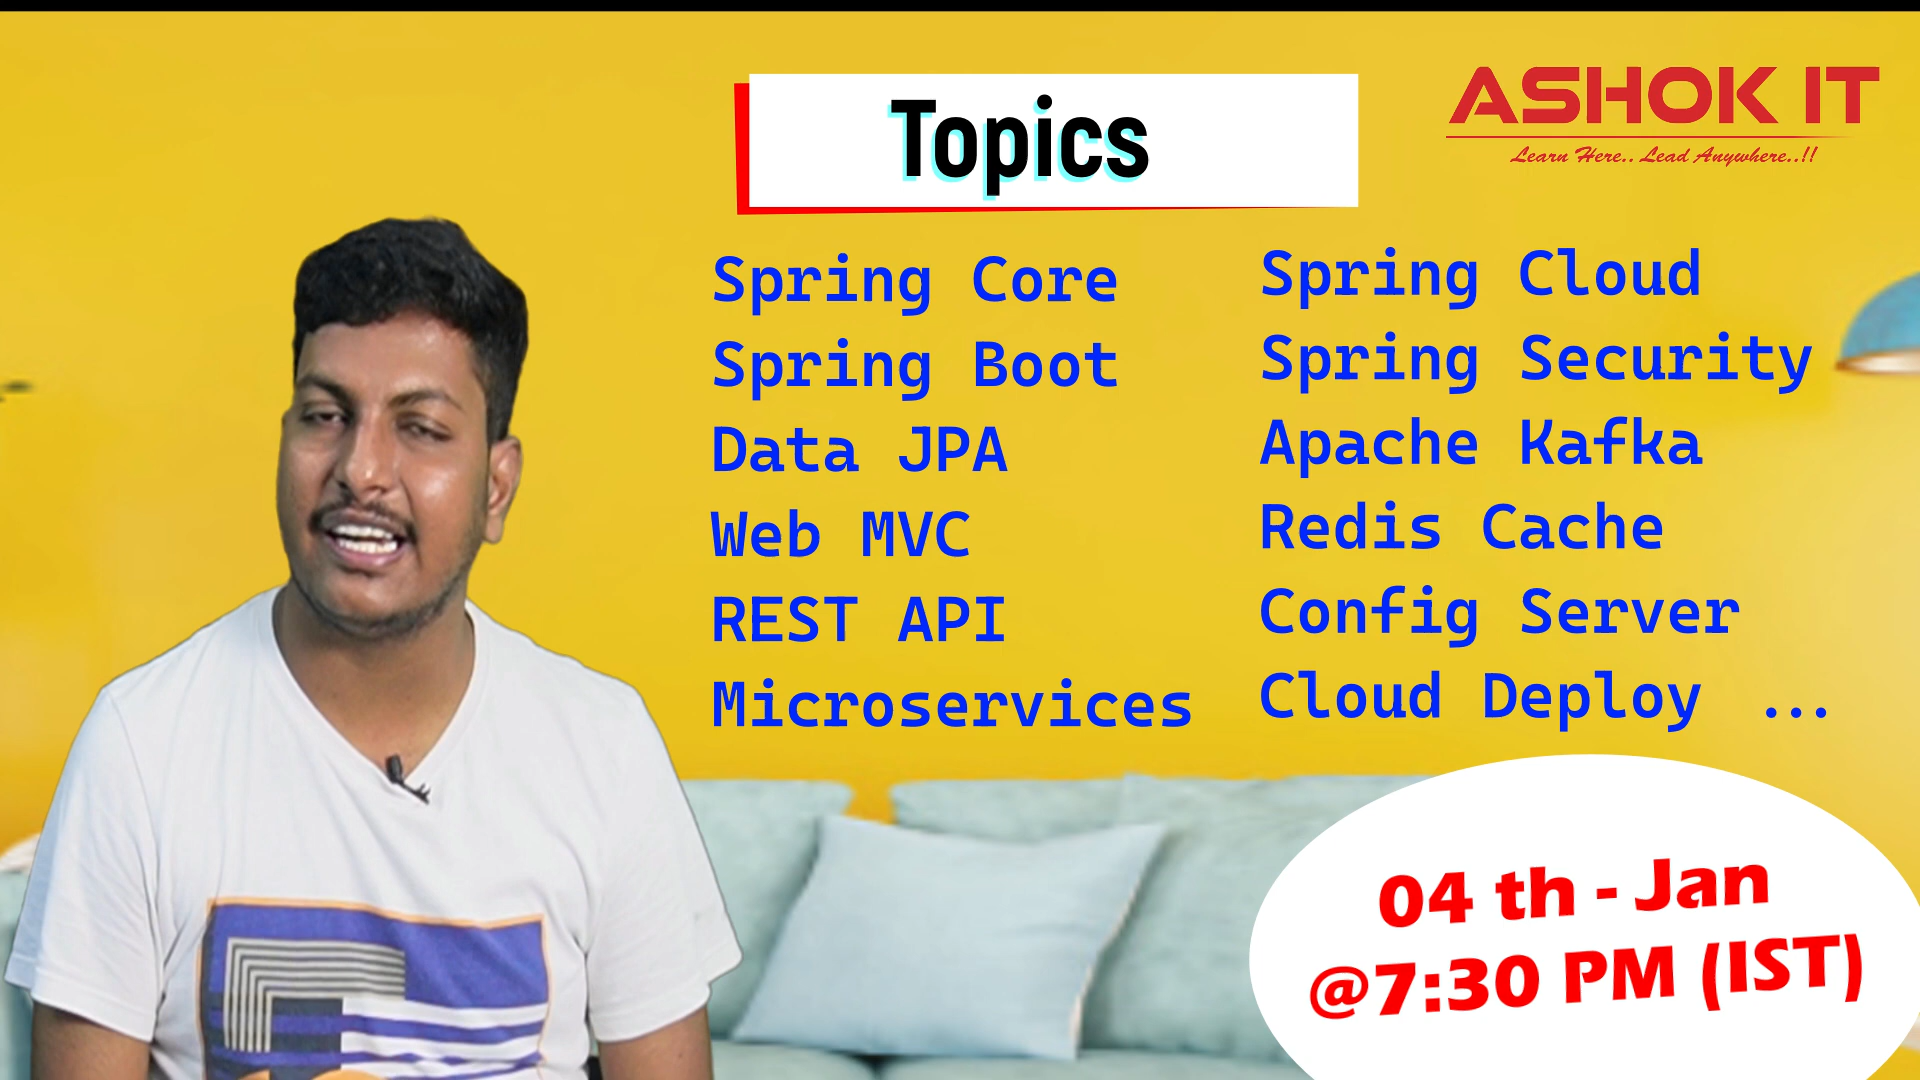 Topics
ASHOK IT
Learn Here.. Lead Anywhere..!!
Spring Core
Spring Boot
Data JPA
Web MVC
REST API
Microservices
Spring Cloud
Spring Security
Apache Kafka
Redis Cache
Config Server
Cloud Deploy ...
04 th - Jan
@7:30 PM (IST)